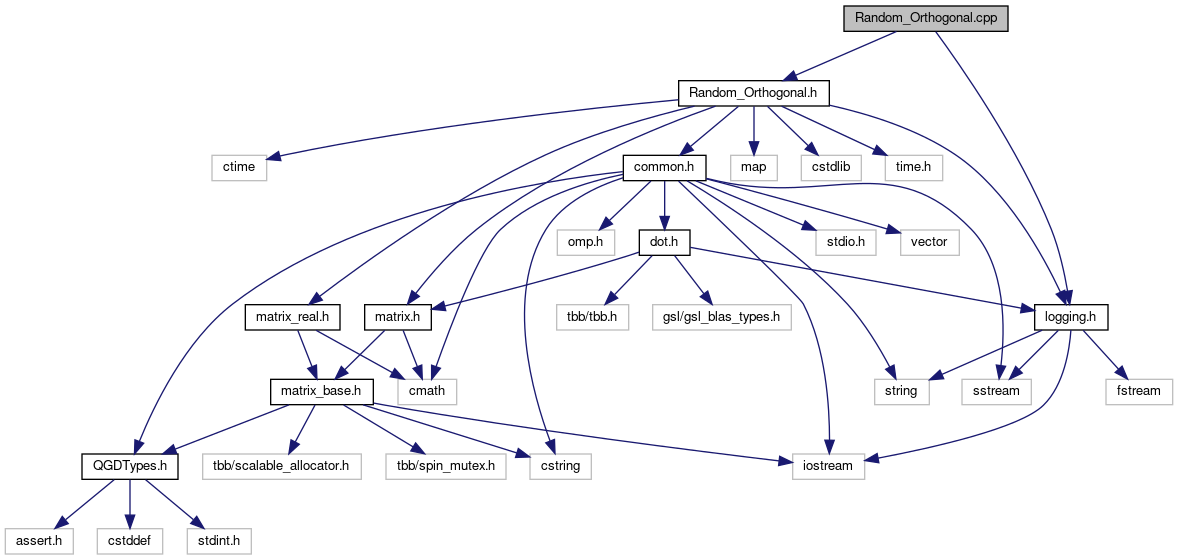 Random_Orthogonal.cpp
Random_Orthogonal.h
ctime
common.h
map
cstdlib
time.h
omp.h
dot.h
stdio.h
vector
matrix_real.h
matrix.h
tbb/tbb.h
gsl/gsl_blas_types.h
logging.h
matrix_base.h
cmath
string
sstream
fstream
QGDTypes.h
tbb/scalable_allocator.h
tbb/spin_mutex.h
cstring
iostream
assert.h
cstddef
stdint.h